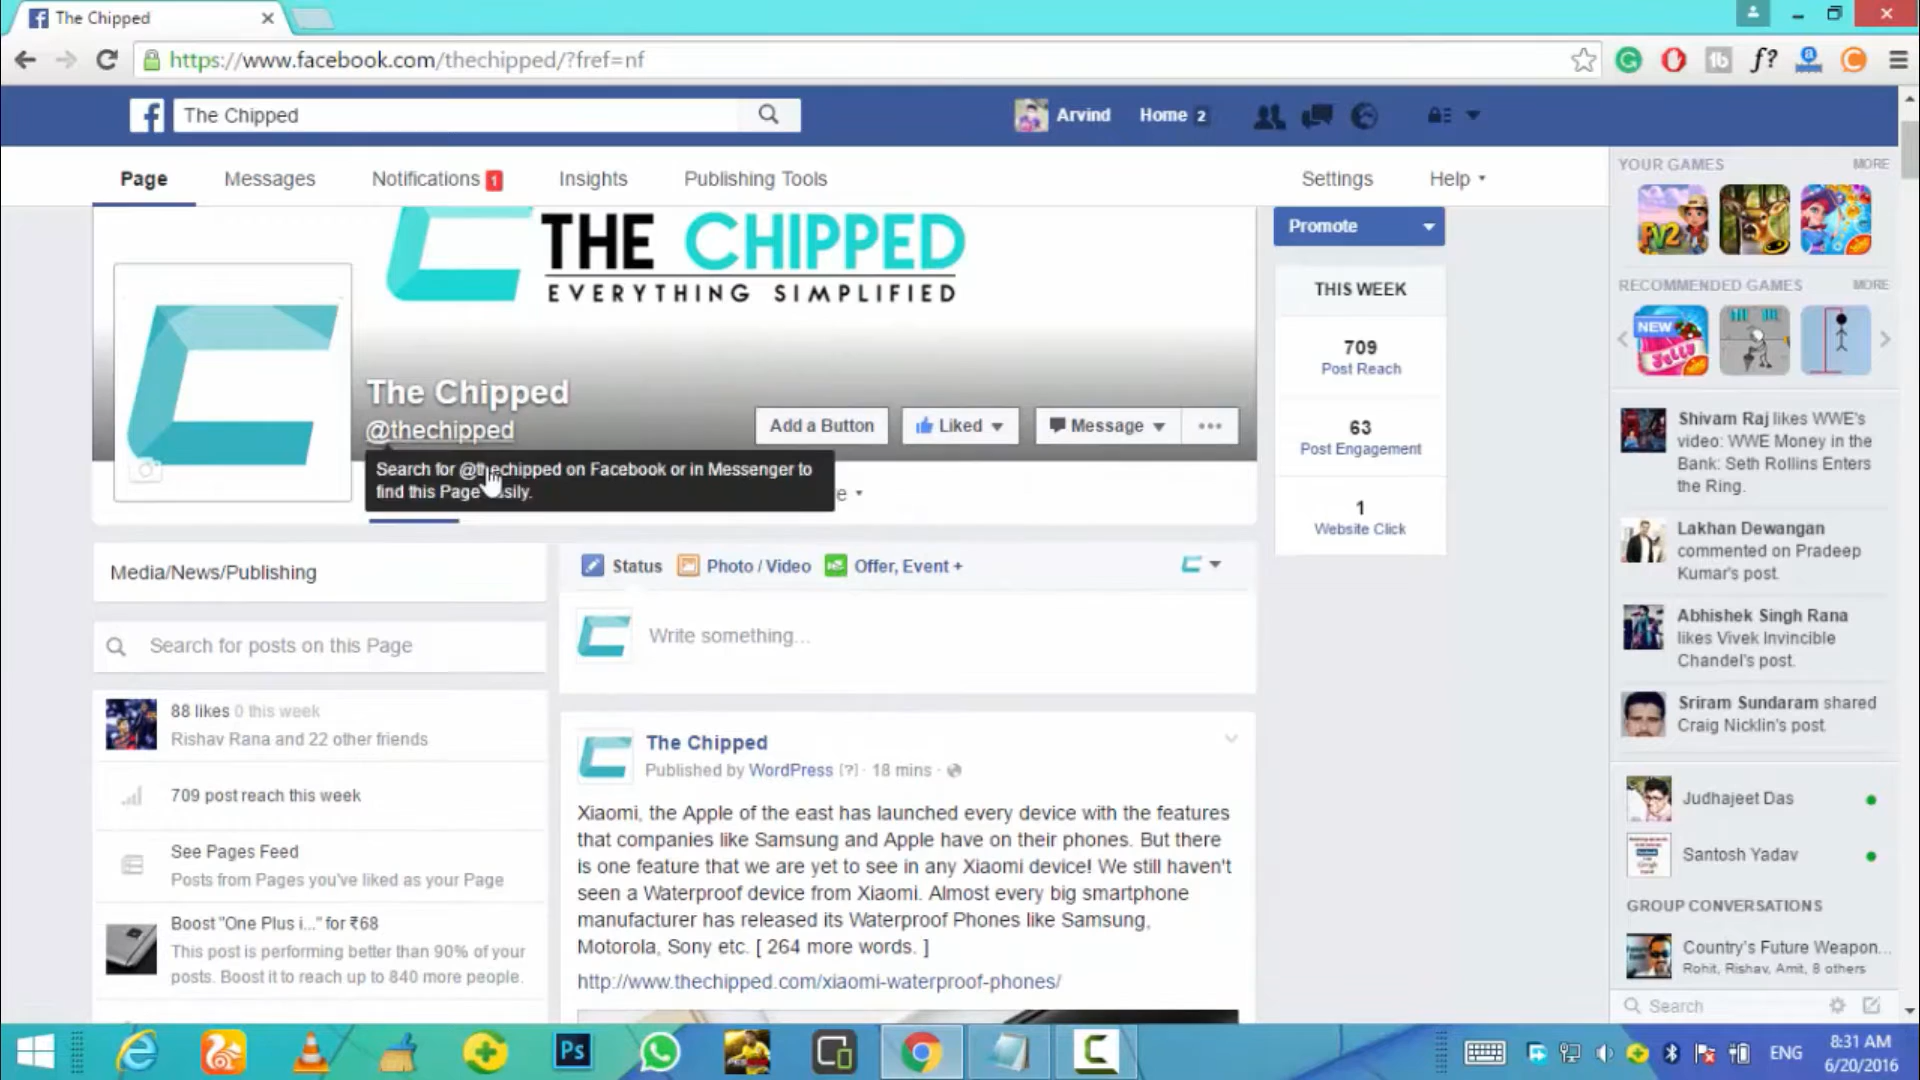 The Chipped
https://www.facebook.com/thechipped/?fref=nf
The Chipped
Arvind
Home 2
Page
Messages
Notifications 1
Insights
Publishing Tools
Settings
Help
THE CHIPPED
EVERYTHING SIMPLIFIED
The Chipped
@thechipped
Add a Button
Liked
Message
Search for @thechipped on Facebook or in Messenger to
find this Page
Promote
THIS WEEK
709
Post Reach
63
Post Engagement
1
Website Click
Media/News/Publishing
Search for posts on this Page
88 likes 0 this week
Rishav Rana and 22 other friends
709 post reach this week
See Pages Feed
Posts from Pages you've liked as your Page
Boost "One Plus i..." for ₹68
This post is performing better than 90% of your
posts. Boost it to reach up to 840 more people.
Status
Photo / Video
Offer, Event +
Write something...
The Chipped
Published by WordPress [?] · 18 mins ·
Xiaomi, the Apple of the east has launched every device with the features
that companies like Samsung and Apple have on their phones. But there
is one feature that we are yet to see in any Xiaomi device! We still haven't
seen a Waterproof device from Xiaomi. Almost every big smartphone
manufacturer has released its Waterproof Phones like Samsung,
Motorola, Sony etc. [ 264 more words. ]
http://www.thechipped.com/xiaomi-waterproof-phones/
YOUR GAMES
MORE
FV2
RECOMMENDED GAMES
MORE
NEW
Jelly
Shivam Raj likes WWE's
video: WWE Money in the
Bank: Seth Rollins Enters
the Ring.
Lakhan Dewangan
commented on Pradeep
Kumar's post.
Abhishek Singh Rana
likes Vivek Invincible
Chandel's post.
Sriram Sundaram shared
Craig Nicklin's post.
Judhajeet Das
Santosh Yadav
GROUP CONVERSATIONS
Country's Future Weapon...
Rohit, Rishav, Amit, 8 others
Search
Ps
ENG
8:31 AM
6/20/2016